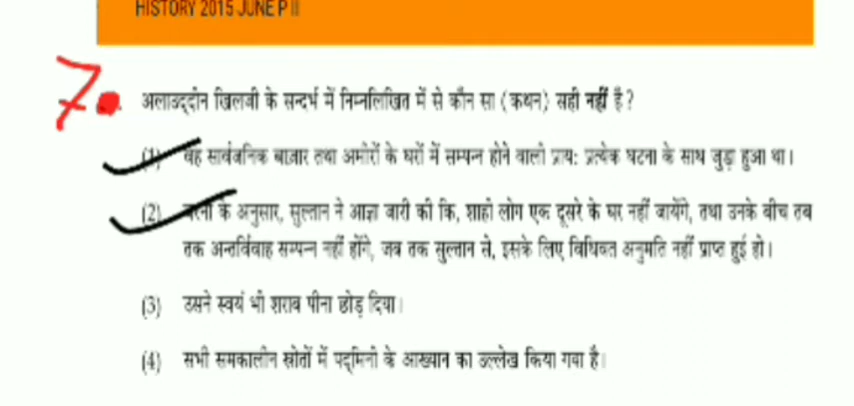 HISTORY 2015 JUNE P II
7. अलाउद्दीन खिलजी के सन्दर्भ में निम्नलिखित में से कौन सा (कथन) सही नहीं है?
(1) वह सार्वजनिक बाज़ार तथा अमीरों के घरों में सम्पन्न होने वाली प्राय: प्रत्येक घटना के साथ जुड़ा हुआ था।
(2) बरनी के अनुसार, सुल्तान ने आज्ञा जारी की कि, शाही लोग एक दूसरे के घर नहीं जायेंगे, तथा उनके बीच तब
तक अन्तर्विवाह सम्पन्न नहीं होंगे, जब तक सुल्तान से, इसके लिए विधिवत अनुमति नहीं प्राप्त हुई हो।
(3) उसने स्वयं भी शराब पीना छोड़ दिया।
(4) सभी समकालीन स्रोतों में पद्मिनी के आख्यान का उल्लेख किया गया है।